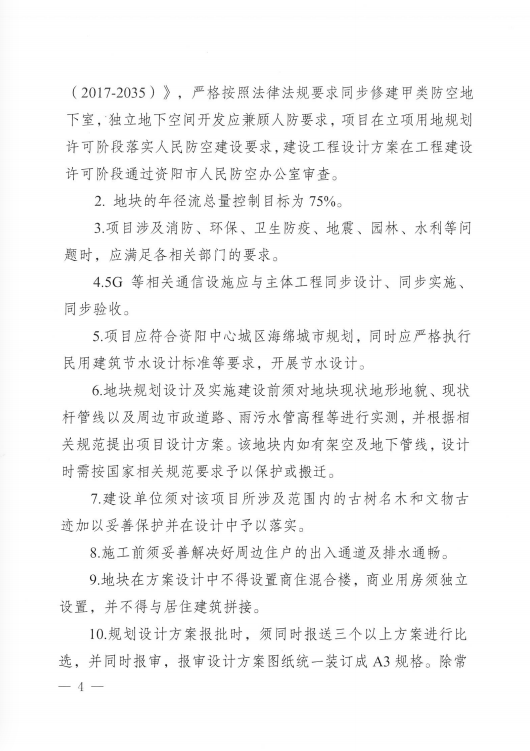 （2017-2035）》，严格按照法律法规要求同步修建甲类防空地
下室，独立地下空间开发应兼顾人防要求，项目在立项用地规划
许可阶段落实人民防空建设要求，建设工程设计方案在工程建设
许可阶段通过资阳市人民防空办公室审查。
2. 地块的年径流总量控制目标为 75%。
3.项目涉及消防、环保、卫生防疫、地震、园林、水利等问
题时，应满足各相关部门的要求。
4.5G 等相关通信设施应与主体工程同步设计、同步实施、
同步验收。
5.项目应符合资阳中心城区海绵城市规划，同时应严格执行
民用建筑节水设计标准等要求，开展节水设计。
6.地块规划设计及实施建设前须对地块现状地形地貌、现状
杆管线以及周边市政道路、雨污水管高程等进行实测，并根据相
关规范提出项目设计方案。该地块内如有架空及地下管线，设计
时需按国家相关规范要求予以保护或搬迁。
7.建设单位须对该项目所涉及范围内的古树名木和文物古
迹加以妥善保护并在设计中予以落实。
8.施工前须妥善解决好周边住户的出入通道及排水通畅。
9.地块在方案设计中不得设置商住混合楼，商业用房须独立
设置，并不得与居住建筑拼接。
10.规划设计方案报批时，须同时报送三个以上方案进行比
选，并同时报审，报审设计方案图纸统一装订成 A3 规格。除常
— 4 —